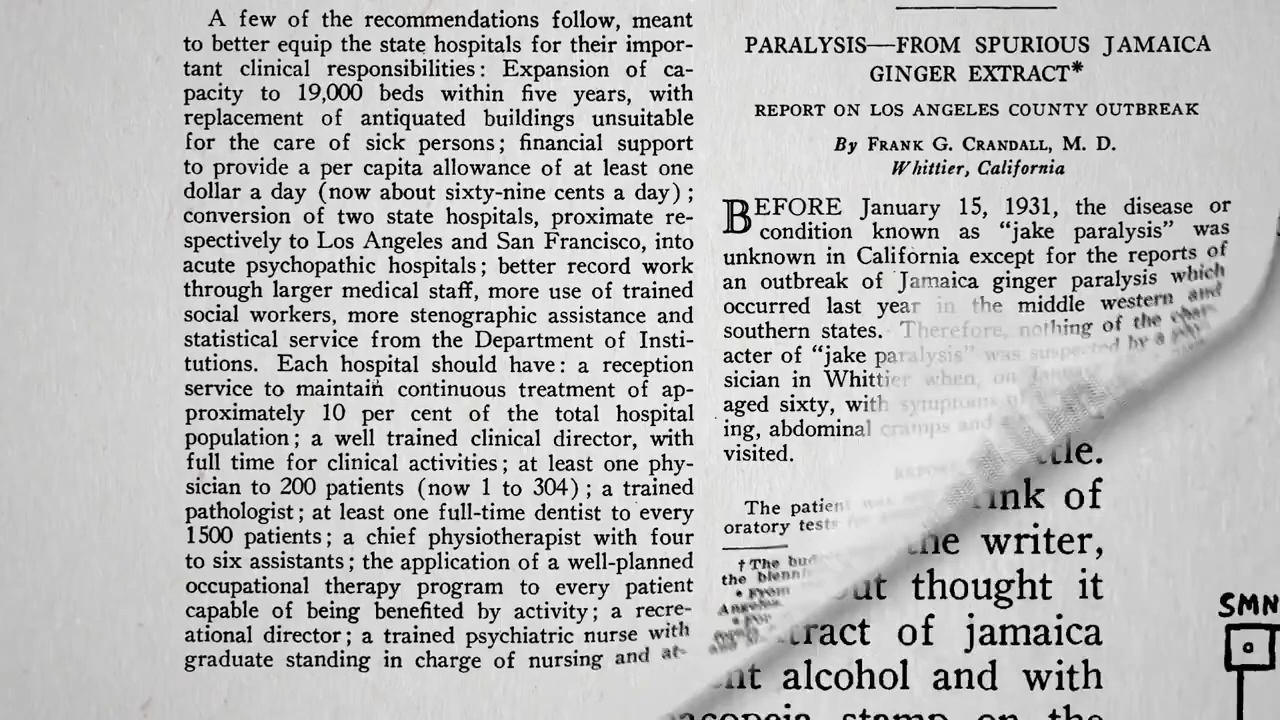 A few of the recommendations follow, meant
to better equip the state hospitals for their impor-
tant clinical responsibilities: Expansion of ca-
pacity to 19,000 beds within five years, with
replacement of antiquated buildings unsuitable
for the care of sick persons; financial support
to provide a per capita allowance of at least one
dollar a day (now about sixty-nine cents a day);
conversion of two state hospitals, proximate re-
spectively to Los Angeles and San Francisco, into
acute psychopathic hospitals; better record work
through larger medical staff, more use of trained
social workers, more stenographic assistance and
statistical service from the Department of Insti-
tutions. Each hospital should have: a reception
service to maintain continuous treatment of ap-
proximately 10 per cent of the total hospital
population; a well trained clinical director, with
full time for clinical activities; at least one phy-
sician to 200 patients (now 1 to 304); a trained
pathologist; at least one full-time dentist to every
1500 patients; a chief physiotherapist with four
to six assistants; the application of a well-planned
occupational therapy program to every patient
capable of being benefited by activity; a recre-
ational director; a trained psychiatric nurse with
graduate standing in charge of nursing and at-
PARALYSIS—FROM SPURIOUS JAMAICA
GINGER EXTRACT*
REPORT ON LOS ANGELES COUNTY OUTBREAK
By FRANK G. CRANDALL, M. D.
Whittier, California
BEFORE January 15, 1931, the disease or
condition known as "jake paralysis" was
unknown in California except for the reports of
an outbreak of Jamaica ginger paralysis which
occurred last year in the middle western and
southern states. Therefore, nothing of the char-
acter of "jake paralysis" was suspected by a phy-
sician in Whittier when, on
aged sixty, with symptoms of
ing, abdominal cramps and
visited.
The patient
oratory tests
† The
the
* From
Angeles
of
the writer,
but thought it
of jamaica
alcohol and with
stamp on the
SMN